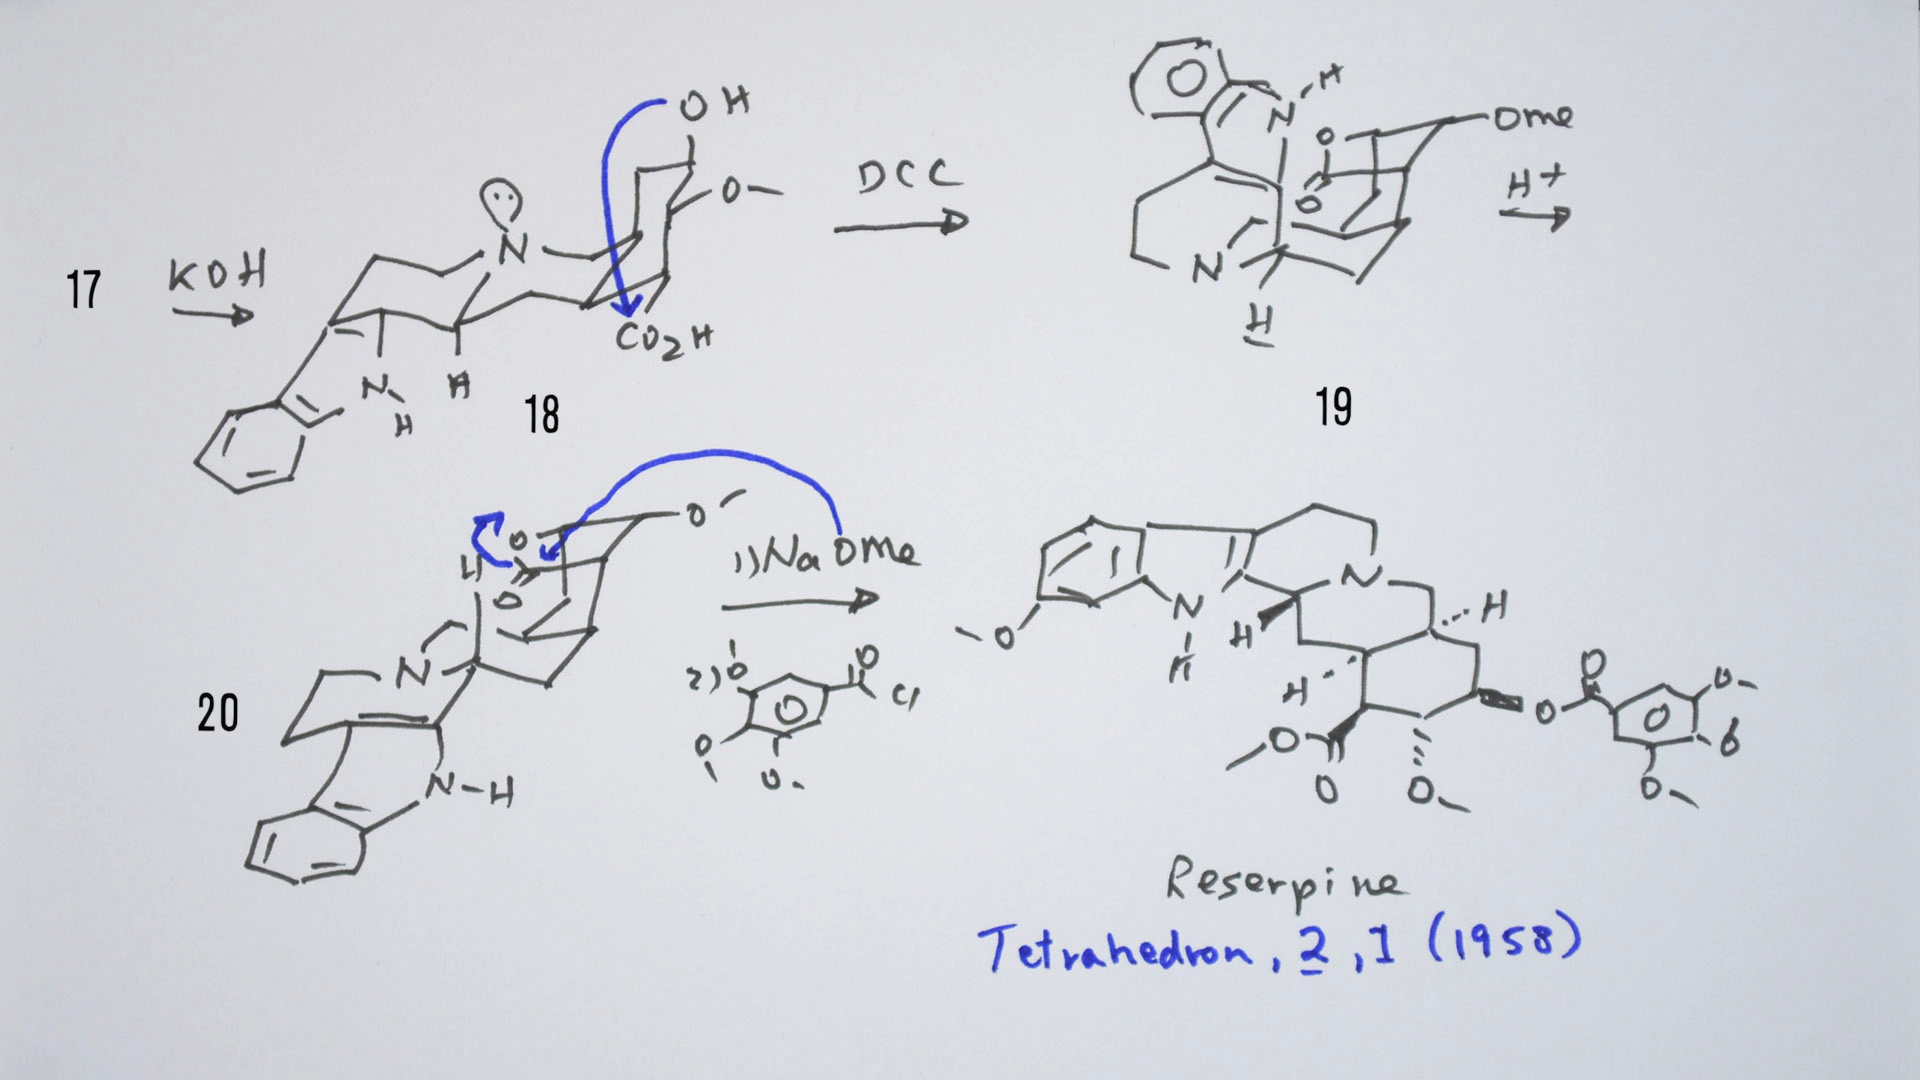 17
KOH
OH
O
N
CO2H
N
H
H
18
DCC
N
H
O
OMe
O
N
H
19
H+
20
H
O
O
O
N
N-H
1) NaOMe
2)
O
O
O
O
Cl
N
N
H
H
H
H
O
O
O
O
O
O
O
O
O
Reserpine
Tetrahedron, 2, 1 (1958)